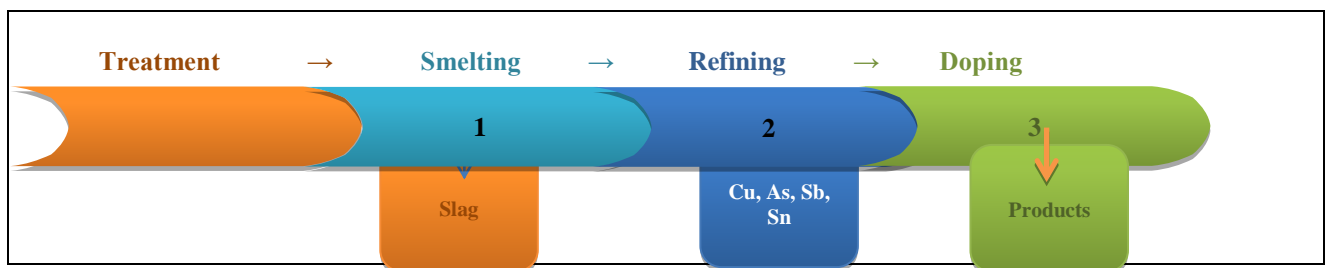 Treatment → Smelting → Refining → Doping
1 2 3
Slag
Cu, As, Sb,
Sn
Products